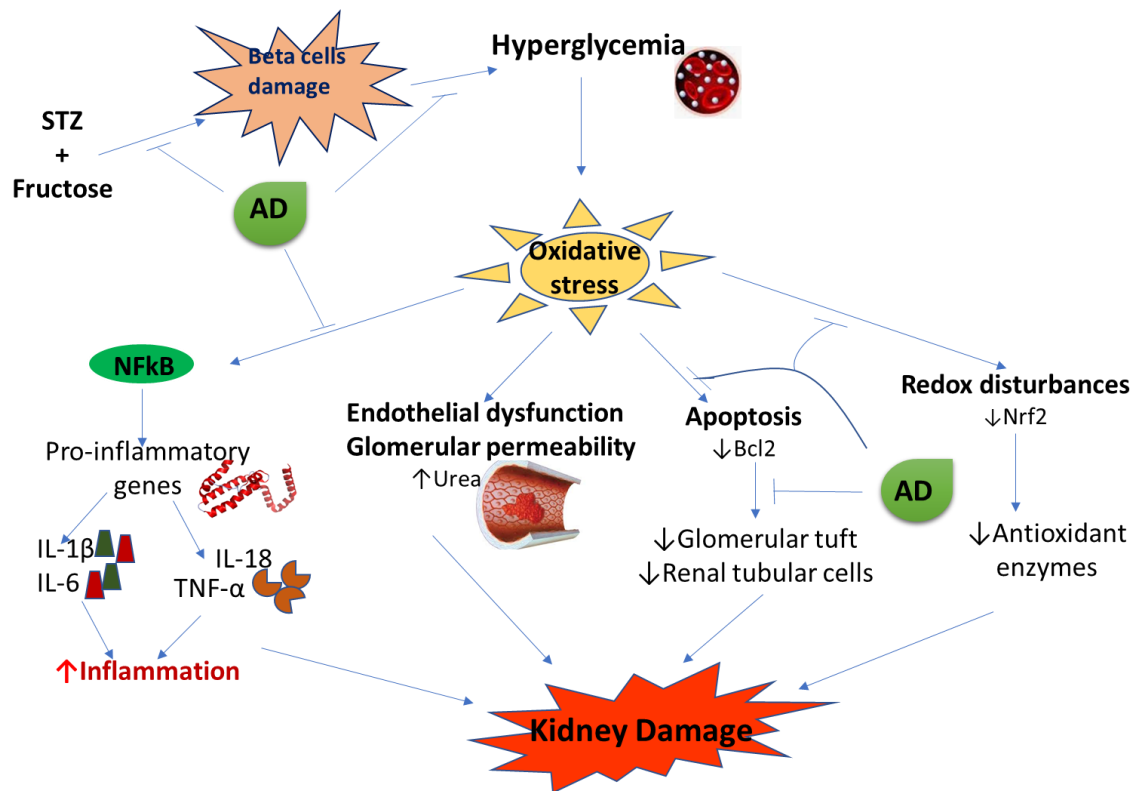 Beta cells
damage
Hyperglycemia
STZ
+
Fructose
AD
Oxidative
stress
NFkB
Pro-inflammatory
genes
IL-1β
IL-6
IL-18
TNF-α
↑Inflammation
Endothelial dysfunction
Glomerular permeability
↑Urea
Apoptosis
↓Bcl2
↓Glomerular tuft
↓Renal tubular cells
Redox disturbances
↓Nrf2
AD
↓Antioxidant
enzymes
Kidney Damage